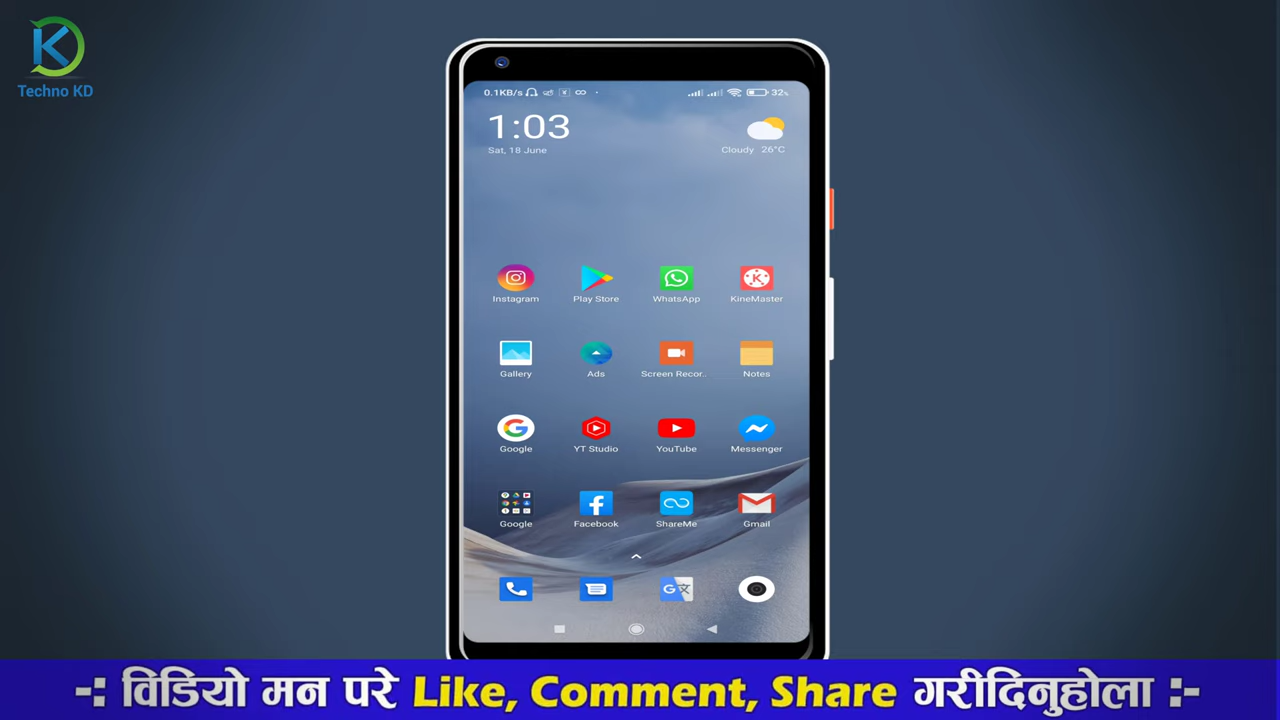 Techno KD
0.1KB/s 32%
1:03
Sat, 18 June
Cloudy 26°C
Instagram Play Store WhatsApp KineMaster
Gallery Ads Screen Recor.. Notes
Google YT Studio YouTube Messenger
Google Facebook ShareMe Gmail
-: विडियो मन परे Like, Comment, Share गरीदिनुहोला :-